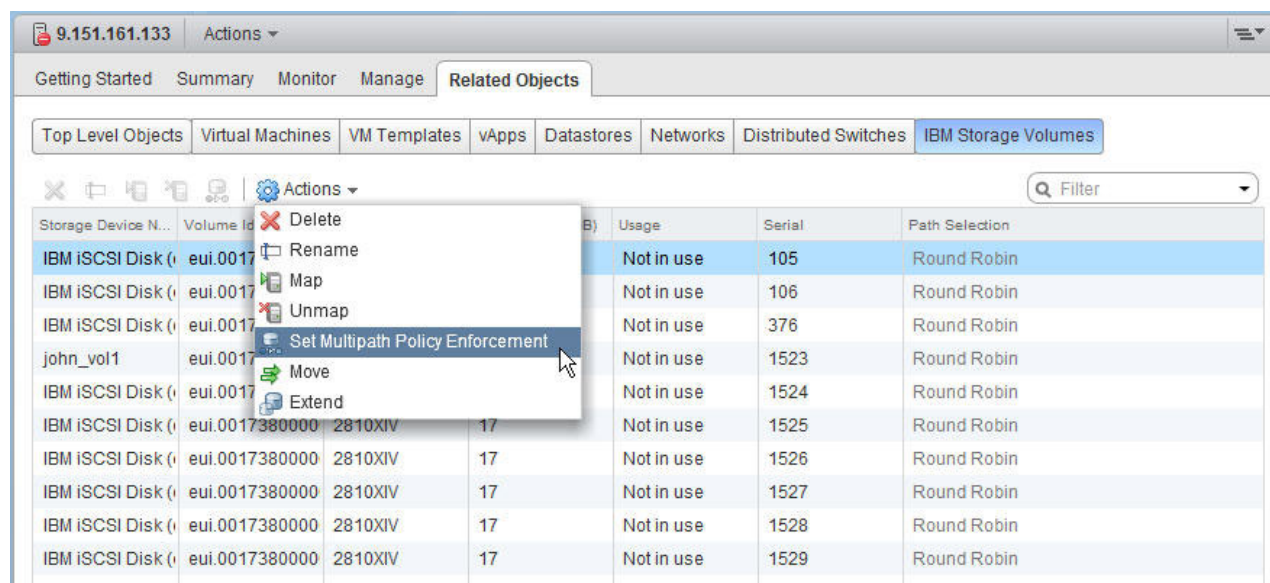 9.151.161.133 Actions
Getting Started Summary Monitor Manage Related Objects
Top Level Objects Virtual Machines VM Templates vApps Datastores Networks Distributed Switches IBM Storage Volumes
Actions Filter
Storage Device N... Volume Id B) Usage Serial Path Selection
Delete
Rename
Map
Unmap
Set Multipath Policy Enforcement
Move
Extend
IBM iSCSI Disk ( eui.0017 Not in use 105 Round Robin
IBM iSCSI Disk ( eui.0017 Not in use 106 Round Robin
IBM iSCSI Disk ( eui.0017 Not in use 376 Round Robin
john_vol1 eui.0017 Not in use 1523 Round Robin
IBM iSCSI Disk ( eui.0017 Not in use 1524 Round Robin
IBM iSCSI Disk ( eui.0017380000 2810XIV 17 Not in use 1525 Round Robin
IBM iSCSI Disk ( eui.0017380000 2810XIV 17 Not in use 1526 Round Robin
IBM iSCSI Disk ( eui.0017380000 2810XIV 17 Not in use 1527 Round Robin
IBM iSCSI Disk ( eui.0017380000 2810XIV 17 Not in use 1528 Round Robin
IBM iSCSI Disk ( eui.0017380000 2810XIV 17 Not in use 1529 Round Robin